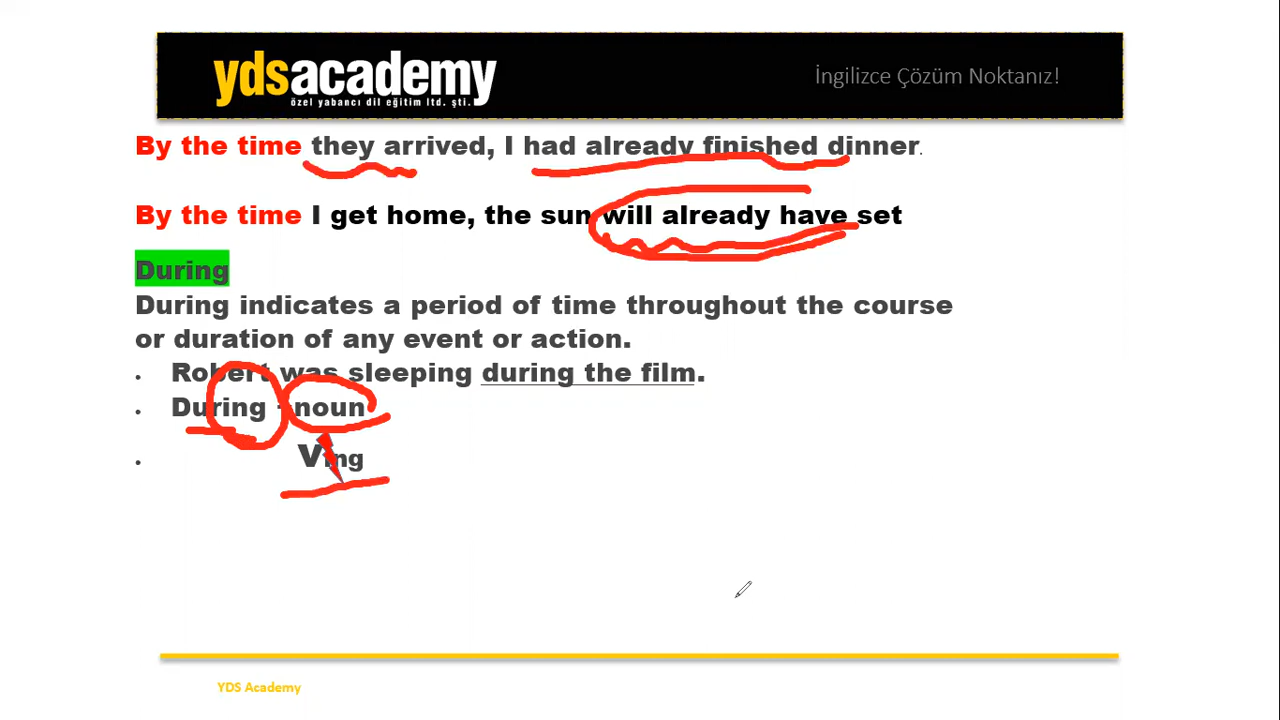 ydsacademy
özel yabancı dil eğitim ltd. şti.
İngilizce Çözüm Noktanız!
By the time they arrived, I had already finished dinner.
By the time I get home, the sun will already have set
During
During indicates a period of time throughout the course
or duration of any event or action.
• Robert was sleeping during the film.
• During +noun
• Ving
YDS Academy